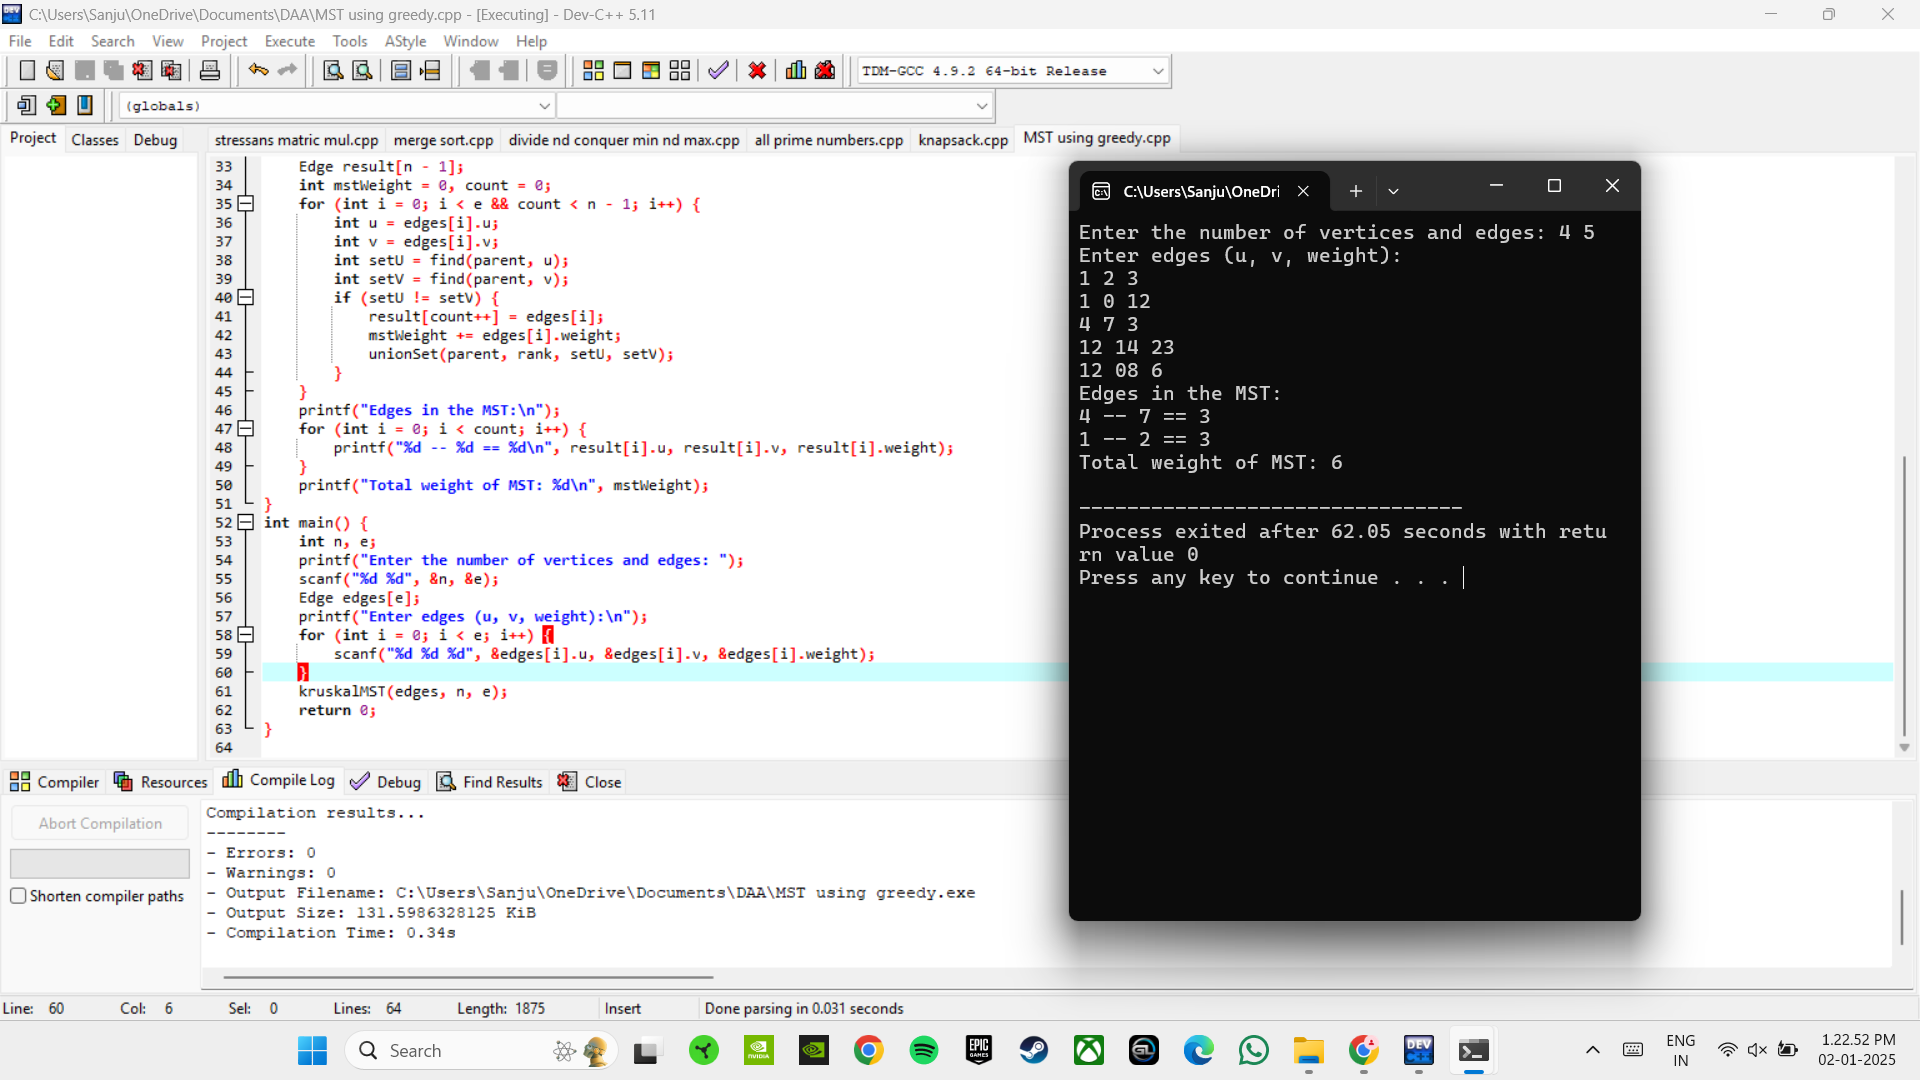 C:\Users\Sanju\OneDrive\Documents\DAA\MST using greedy.cpp - [Executing] - Dev-C++ 5.11
File Edit Search View Project Execute Tools AStyle Window Help
TDM-GCC 4.9.2 64-bit Release
(globals)
Project Classes Debug
stressans matric mul.cpp merge sort.cpp divide nd conquer min nd max.cpp all prime numbers.cpp knapsack.cpp MST using greedy.cpp
33 Edge result[n - 1];
34 int mstWeight = 0, count = 0;
35 for (int i = 0; i < e && count < n - 1; i++) {
36 int u = edges[i].u;
37 int v = edges[i].v;
38 int setU = find(parent, u);
39 int setV = find(parent, v);
40 if (setU != setV) {
41 result[count++] = edges[i];
42 mstWeight += edges[i].weight;
43 unionSet(parent, rank, setU, setV);
44 }
45 }
46 printf("Edges in the MST:\n");
47 for (int i = 0; i < count; i++) {
48 printf("%d -- %d == %d\n", result[i].u, result[i].v, result[i].weight);
49 }
50 printf("Total weight of MST: %d\n", mstWeight);
51 }
52 int main() {
53 int n, e;
54 printf("Enter the number of vertices and edges: ");
55 scanf("%d %d", &n, &e);
56 Edge edges[e];
57 printf("Enter edges (u, v, weight):\n");
58 for (int i = 0; i < e; i++) {
59 scanf("%d %d %d", &edges[i].u, &edges[i].v, &edges[i].weight);
60 }
61 kruskalMST(edges, n, e);
62 return 0;
63 }
64
C:\Users\Sanju\OneDri
Enter the number of vertices and edges: 4 5
Enter edges (u, v, weight):
1 2 3
1 0 12
4 7 3
12 14 23
12 08 6
Edges in the MST:
4 -- 7 == 3
1 -- 2 == 3
Total weight of MST: 6
--------------------------------
Process exited after 62.05 seconds with retu
rn value 0
Press any key to continue . . .
Compiler Resources Compile Log Debug Find Results Close
Abort Compilation
Shorten compiler paths
Compilation results...
--------
- Errors: 0
- Warnings: 0
- Output Filename: C:\Users\Sanju\OneDrive\Documents\DAA\MST using greedy.exe
- Output Size: 131.5986328125 KiB
- Compilation Time: 0.34s
Line: 60 Col: 6 Sel: 0 Lines: 64 Length: 1875 Insert Done parsing in 0.031 seconds
Search
NVIDIA
EPIC GAMES
DEV C++
ENG
IN
1.22.52 PM
02-01-2025